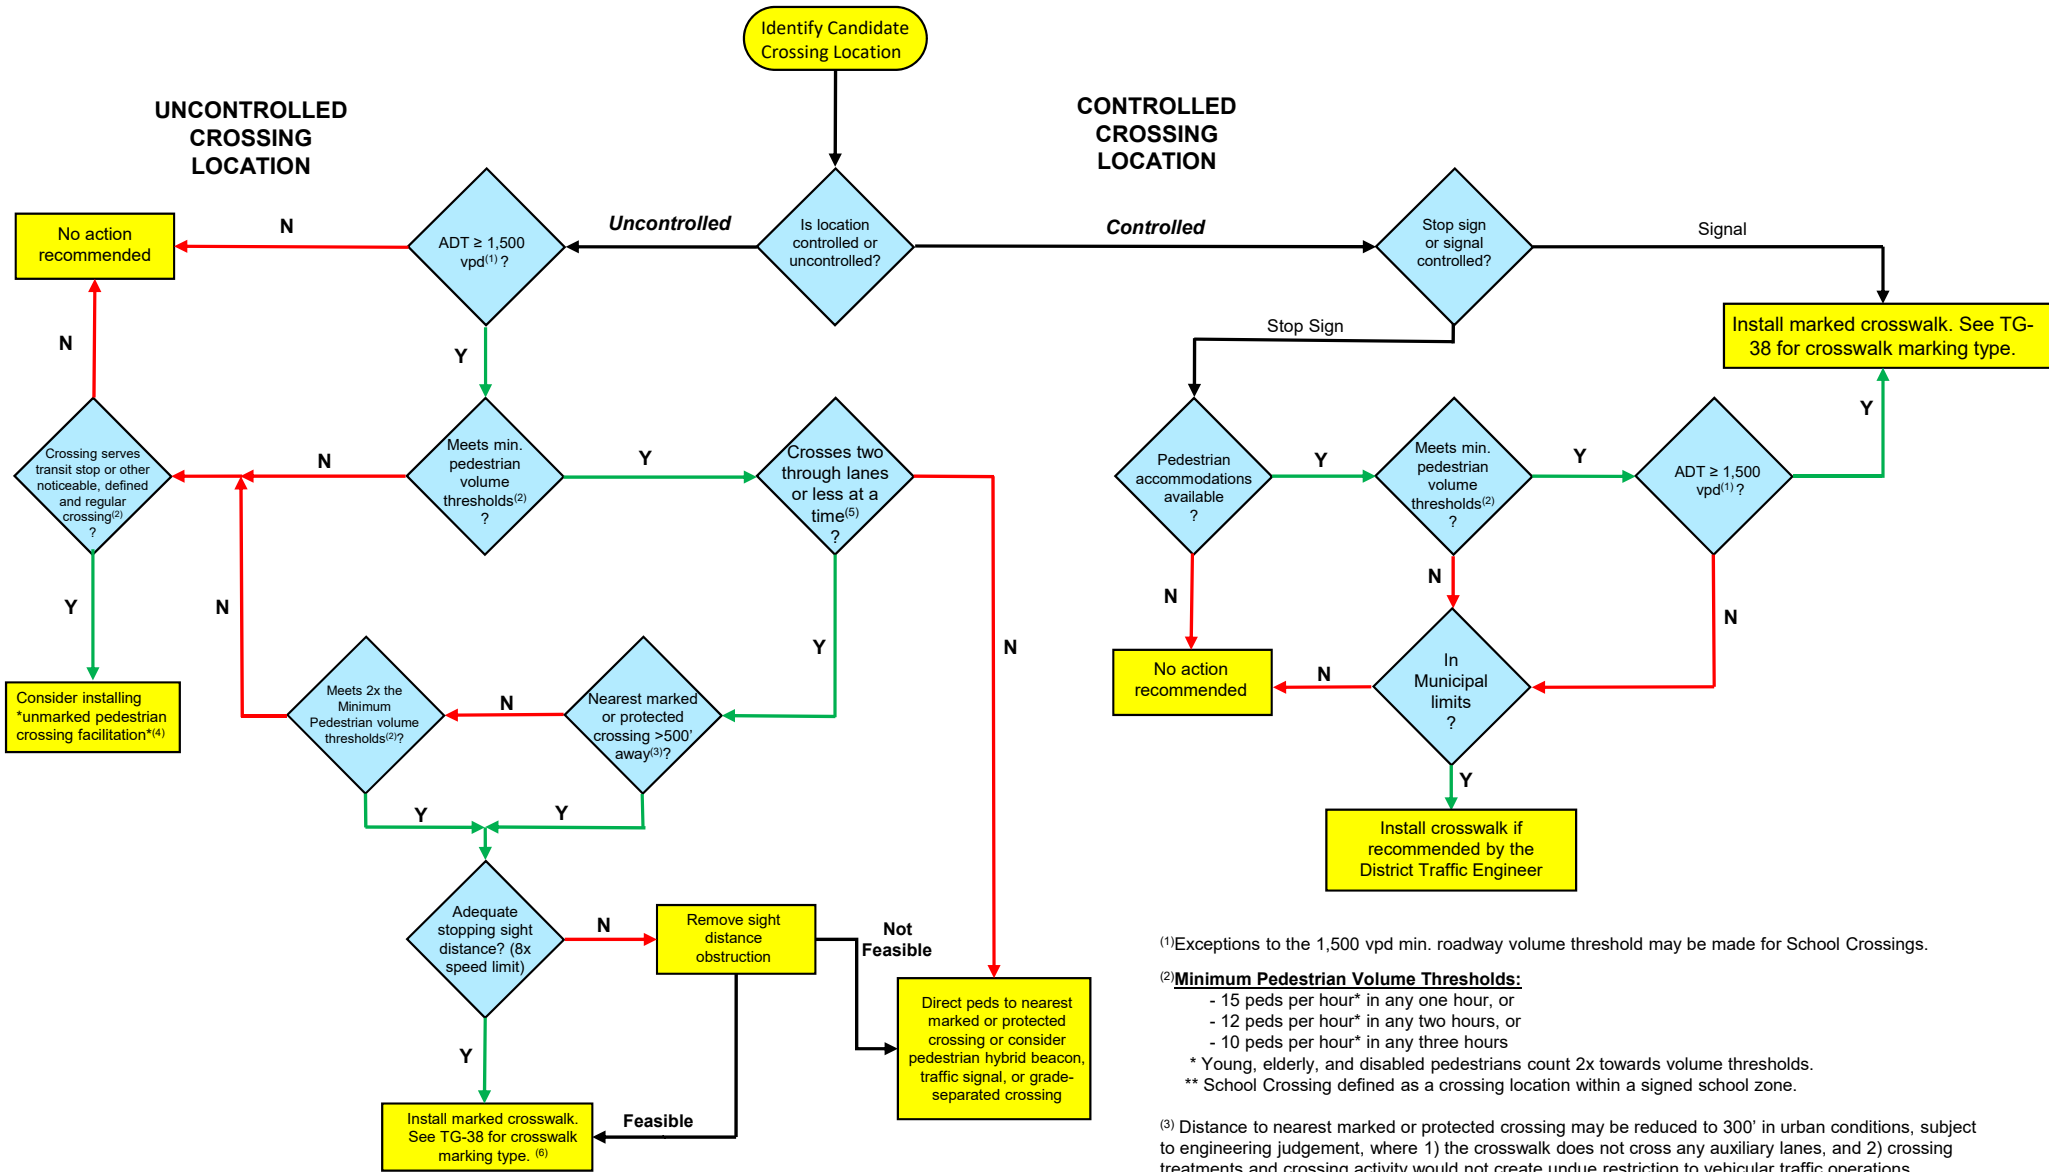 Identify Candidate
Crossing Location
UNCONTROLLED
CROSSING
LOCATION
CONTROLLED
CROSSING
LOCATION
No action
recommended
N
ADT ≥ 1,500
vpd(1) ?
Uncontrolled
Is location
controlled or
uncontrolled?
Controlled
Stop sign
or signal
controlled?
Signal
Stop Sign
Install marked crosswalk. See TG-
38 for crosswalk marking type.
N
Y
Crossing serves
transit stop or other
noticeable, defined
and regular
crossing(2)
?
N
Meets min.
pedestrian
volume
thresholds(2)
?
Y
Crosses two
through lanes
or less at a
time(5)
?
Pedestrian
accommodations
available
?
Y
Meets min.
pedestrian
volume
thresholds(2)
?
Y
ADT ≥ 1,500
vpd(1) ?
Y
Y
N
Y
N
N
N
N
Consider installing
*unmarked pedestrian
crossing facilitation*(4)
Meets 2x the
Minimum
Pedestrian volume
thresholds(2)?
N
Nearest marked
or protected
crossing >500'
away(3)?
No action
recommended
N
In
Municipal
limits
?
Y
Y
Y
Install crosswalk if
recommended by the
District Traffic Engineer
Adequate
stopping sight
distance? (8x
speed limit)
N
Remove sight
distance
obstruction
Not
Feasible
Y
Direct peds to nearest
marked or protected
crossing or consider
pedestrian hybrid beacon,
traffic signal, or grade-
separated crossing
Install marked crosswalk.
See TG-38 for crosswalk
marking type. (6)
Feasible
(1)Exceptions to the 1,500 vpd min. roadway volume threshold may be made for School Crossings.
(2)Minimum Pedestrian Volume Thresholds:
- 15 peds per hour* in any one hour, or
- 12 peds per hour* in any two hours, or
- 10 peds per hour* in any three hours
* Young, elderly, and disabled pedestrians count 2x towards volume thresholds.
** School Crossing defined as a crossing location within a signed school zone.
(3) Distance to nearest marked or protected crossing may be reduced to 300' in urban conditions, subject
to engineering judgement, where 1) the crosswalk does not cross any auxiliary lanes, and 2) crossing
treatments and crossing activity would not create undue restriction to vehicular traffic operations.